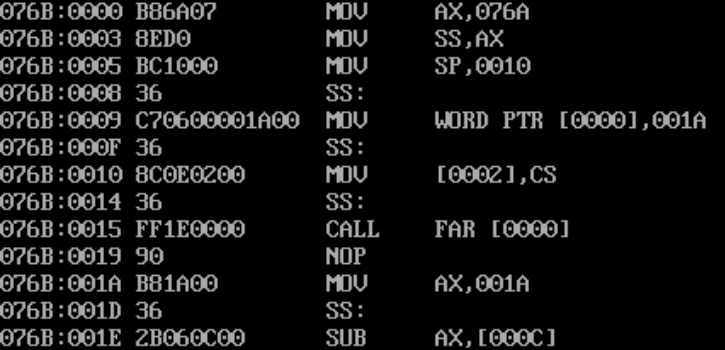 076B:0000 B86A07 MOV AX,076A
076B:0003 8ED0 MOV SS,AX
076B:0005 BC1000 MOV SP,0010
076B:0008 36 SS:
076B:0009 C70600001A00 MOV WORD PTR [0000],001A
076B:000F 36 SS:
076B:0010 8C0E0200 MOV [0002],CS
076B:0014 36 SS:
076B:0015 FF1E0000 CALL FAR [0000]
076B:0019 90 NOP
076B:001A B81A00 MOV AX,001A
076B:001D 36 SS:
076B:001E 2B060C00 SUB AX,[000C]